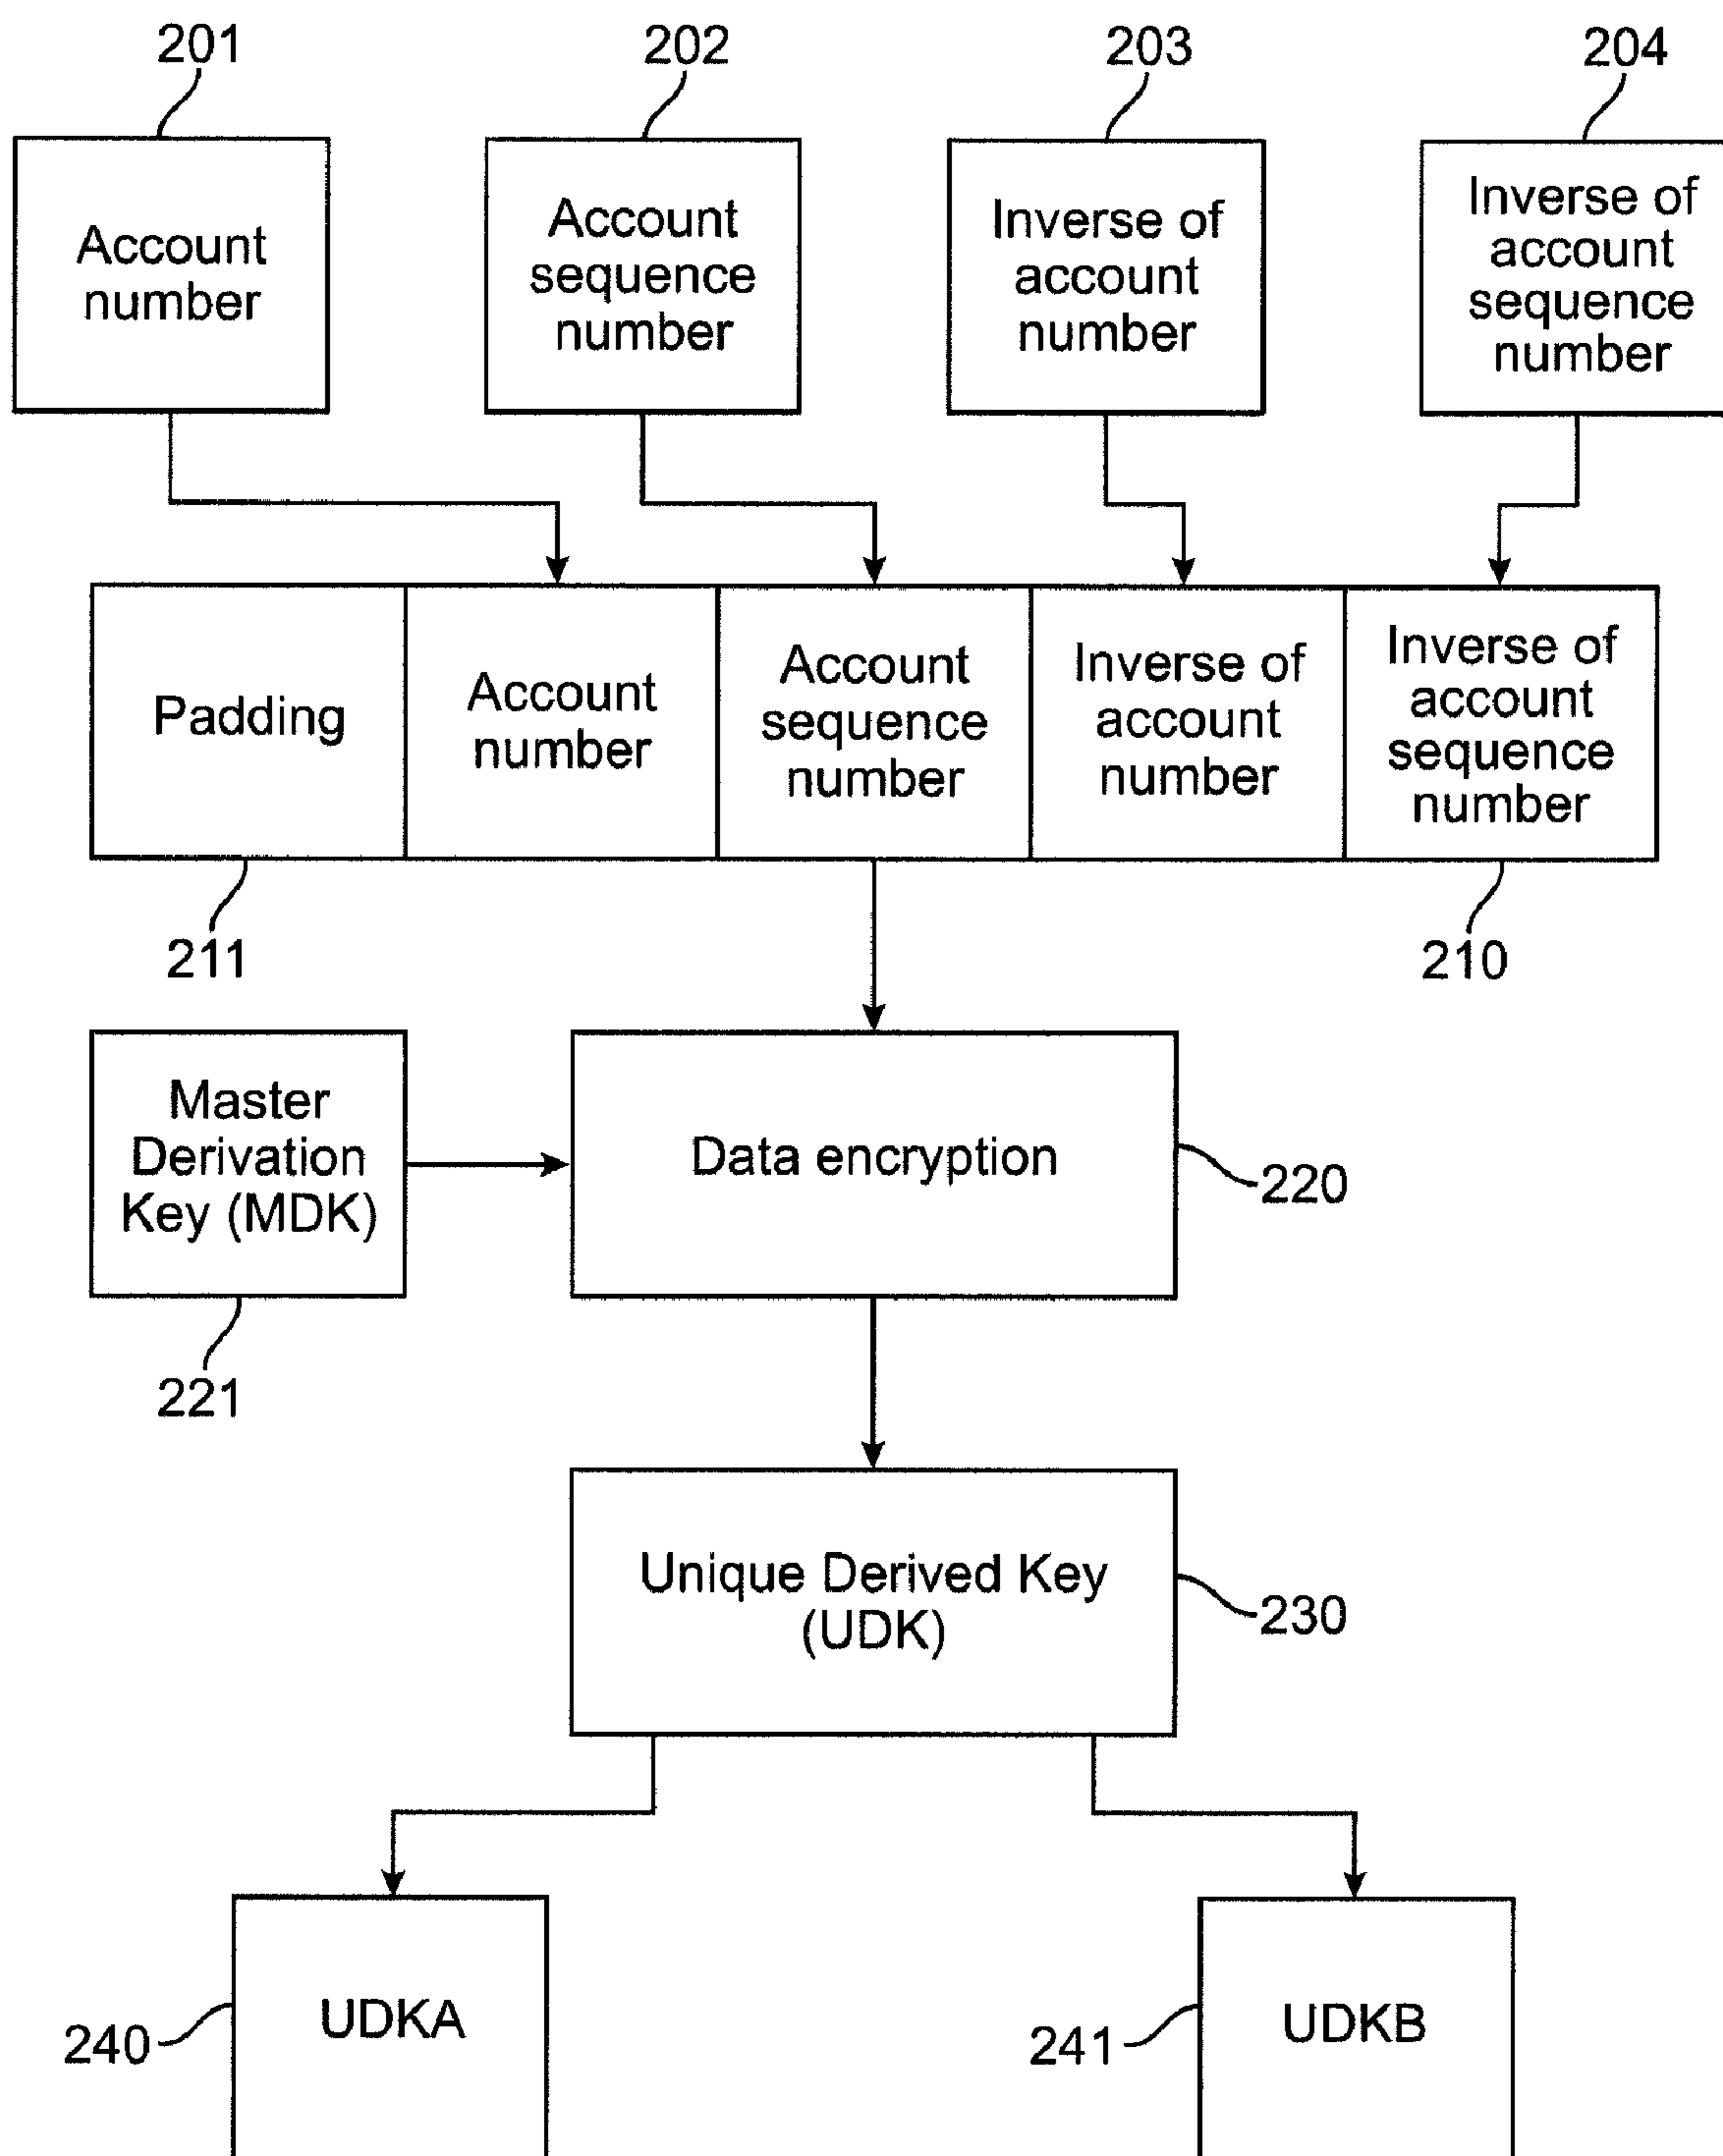 201
202
203
204
Account
number
Account
sequence
number
Inverse of
account
number
Inverse of
account
sequence
number
Padding
Account
number
Account
sequence
number
Inverse of
account
number
Inverse of
account
sequence
number
211
210
Master
Derivation
Key (MDK)
Data encryption
220
221
Unique Derived Key
(UDK)
230
UDKA
240
UDKB
241